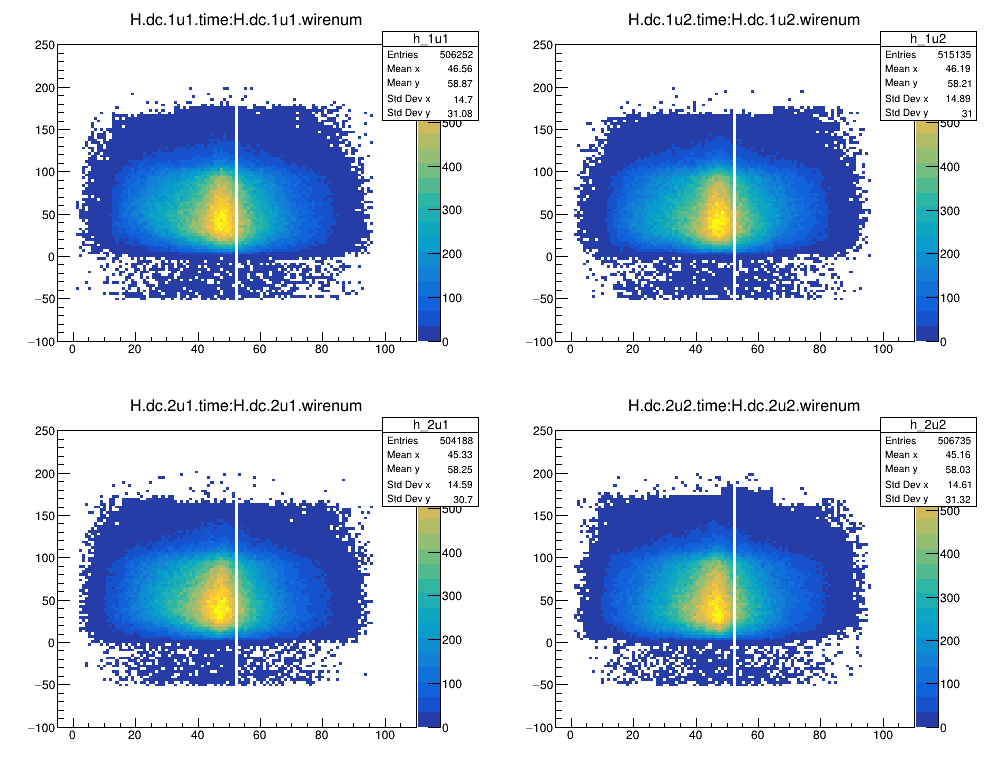 H.dc.1u1.time:H.dc.1u1.wirenum
h_1u1
Entries 506252
Mean x 46.56
Mean y 58.87
Std Dev x 14.7
Std Dev y 31.08
250
200
150
100
50
0
−50
−100
0 20 40 60 80 100
500
400
300
200
100
0
H.dc.1u2.time:H.dc.1u2.wirenum
h_1u2
Entries 515135
Mean x 46.19
Mean y 58.21
Std Dev x 14.89
Std Dev y 31
250
200
150
100
50
0
−50
−100
0 20 40 60 80 100
500
400
300
200
100
0
H.dc.2u1.time:H.dc.2u1.wirenum
h_2u1
Entries 504188
Mean x 45.33
Mean y 58.25
Std Dev x 14.59
Std Dev y 30.7
250
200
150
100
50
0
−50
−100
0 20 40 60 80 100
500
400
300
200
100
0
H.dc.2u2.time:H.dc.2u2.wirenum
h_2u2
Entries 506735
Mean x 45.16
Mean y 58.03
Std Dev x 14.61
Std Dev y 31.32
250
200
150
100
50
0
−50
−100
0 20 40 60 80 100
500
400
300
200
100
0